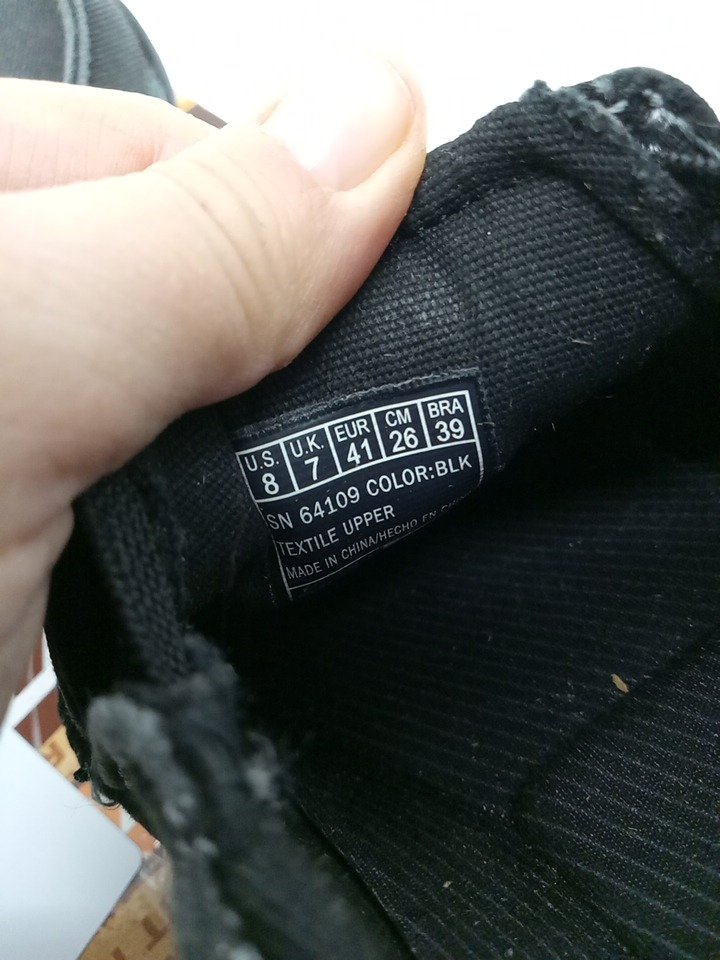 U.S. U.K. EUR CM BRA
8 7 41 26 39
SN 64109 COLOR:BLK
TEXTILE UPPER
MADE IN CHINA/HECHO EN